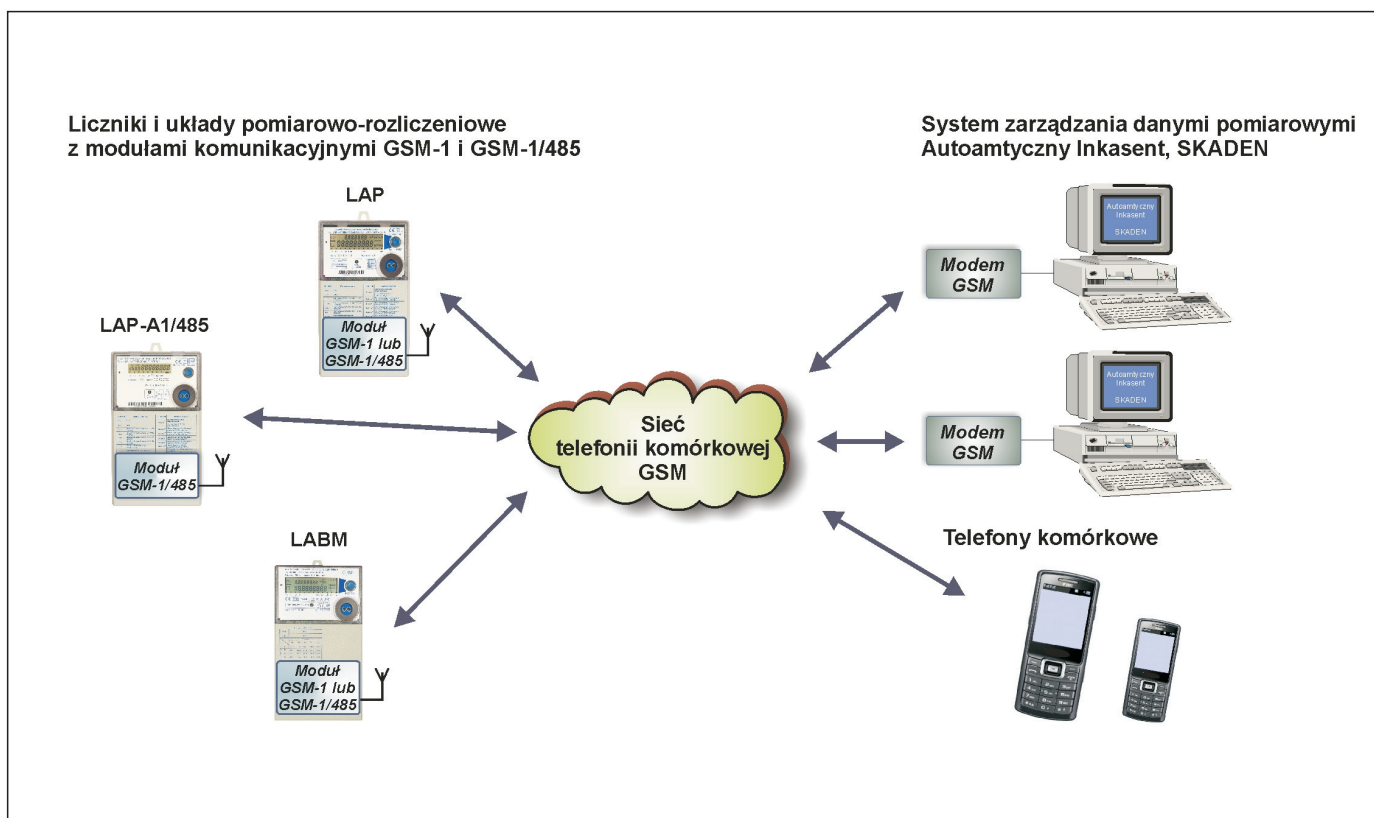 Liczniki i układy pomiarowo-rozliczeniowe
z modułami komunikacyjnymi GSM-1 i GSM-1/485
LAP
Moduł
GSM-1 lub
GSM-1/485
LAP-A1/485
Moduł
GSM-1/485
LABM
Moduł
GSM-1 lub
GSM-1/485
Sieć
telefonii komórkowej
GSM
System zarządzania danymi pomiarowymi
Autoamtyczny Inkasent, SKADEN
Autoamtyczny
Inkasent
SKADEN
Modem
GSM
Autoamtyczny
Inkasent
SKADEN
Modem
GSM
Telefony komórkowe